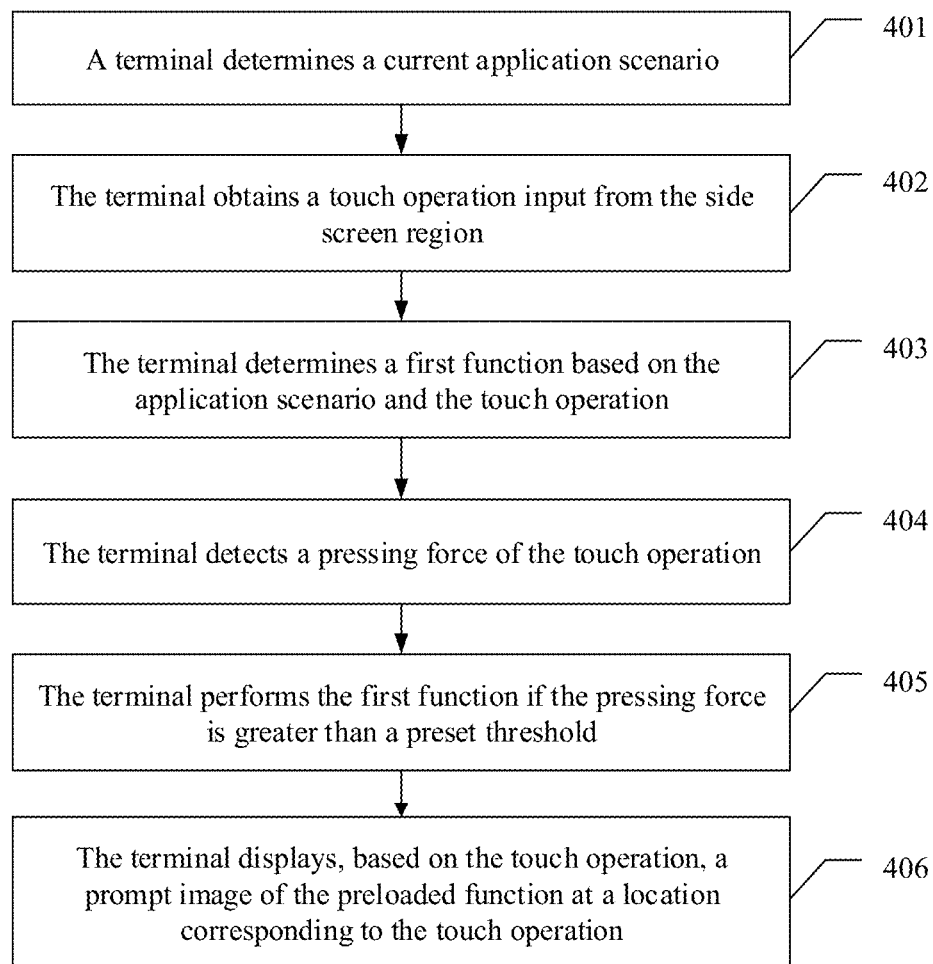 A terminal determines a current application scenario
401
The terminal obtains a touch operation input from the side
screen region
402
The terminal determines a first function based on the
application scenario and the touch operation
403
The terminal detects a pressing force of the touch operation
404
The terminal performs the first function if the pressing force
is greater than a preset threshold
405
The terminal displays, based on the touch operation, a
prompt image of the preloaded function at a location
corresponding to the touch operation
406